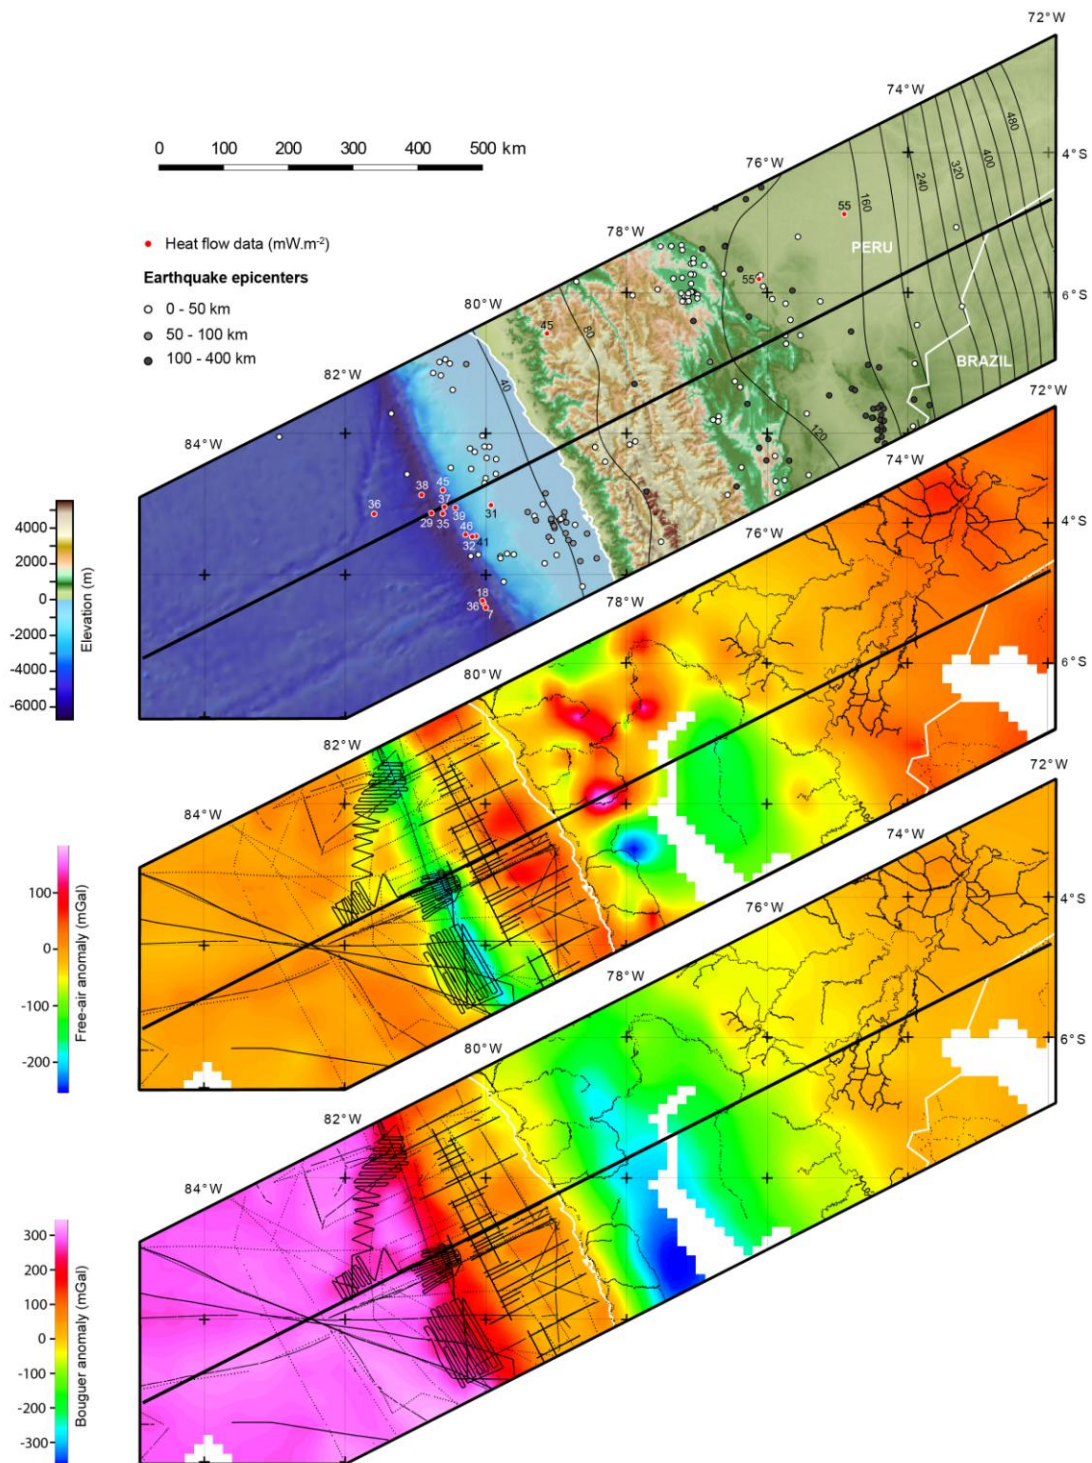 72°W
74°W
0 100 200 300 400 500 km
76°W
480
400
4°S
320
240
160
55
Heat flow data (mW.m-2)
78°W
PERU
Earthquake epicenters
55
0 - 50 km
80°W
6°S
50 - 100 km
45
80
100 - 400 km
BRAZIL
82°W
40
72°W
120
84°W
74°W
38 45
36
37
31
29 35 39
76°W
4000
46
2000
32 41
0
-2000
18
78°W
-4000
36 7
-6000
Elevation (m)
80°W
6°S
82°W
72°W
84°W
74°W
100
0
76°W
-100
-200
Free-air anomaly (mGal)
78°W
80°W
6°S
82°W
84°W
300
200
100
0
-100
-200
-300
Bouguer anomaly (mGal)